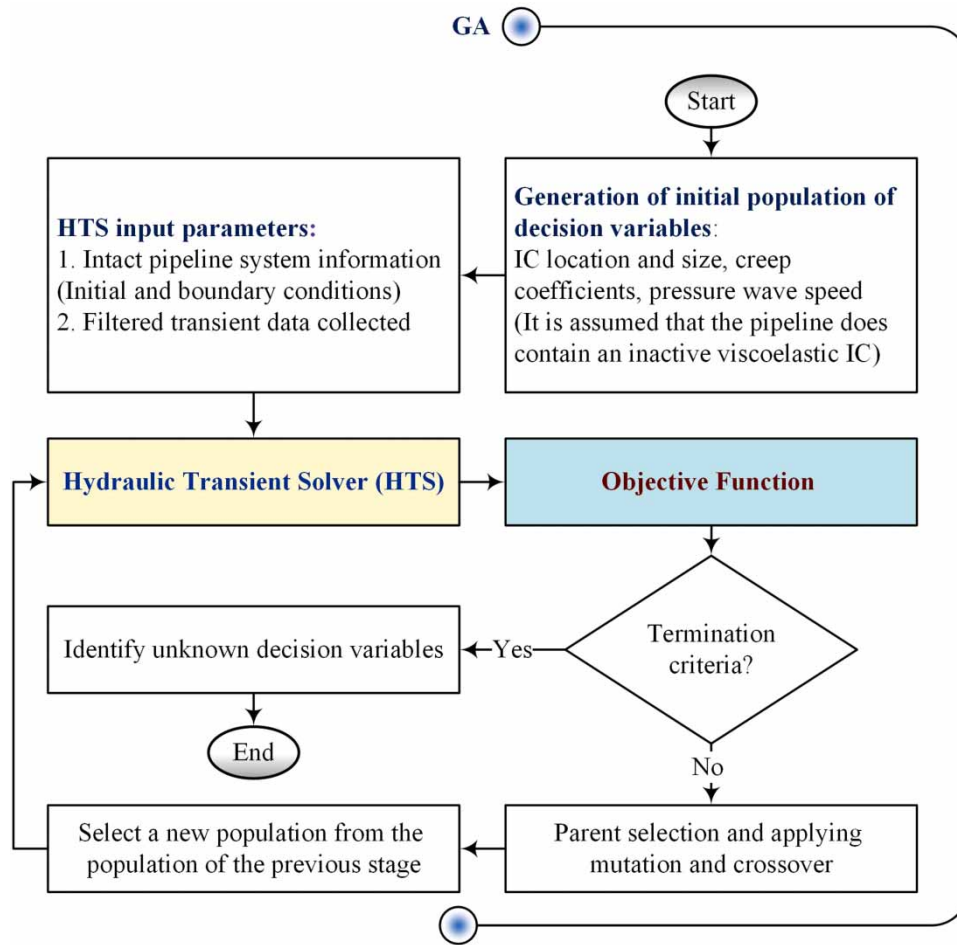 GA
Start
Generation of initial population of
decision variables:
IC location and size, creep
coefficients, pressure wave speed
(It is assumed that the pipeline does
contain an inactive viscoelastic IC)
HTS input parameters:
1. Intact pipeline system information
(Initial and boundary conditions)
2. Filtered transient data collected
Hydraulic Transient Solver (HTS)
Objective Function
Termination
criteria?
Yes
Identify unknown decision variables
End
No
Parent selection and applying
mutation and crossover
Select a new population from the
population of the previous stage